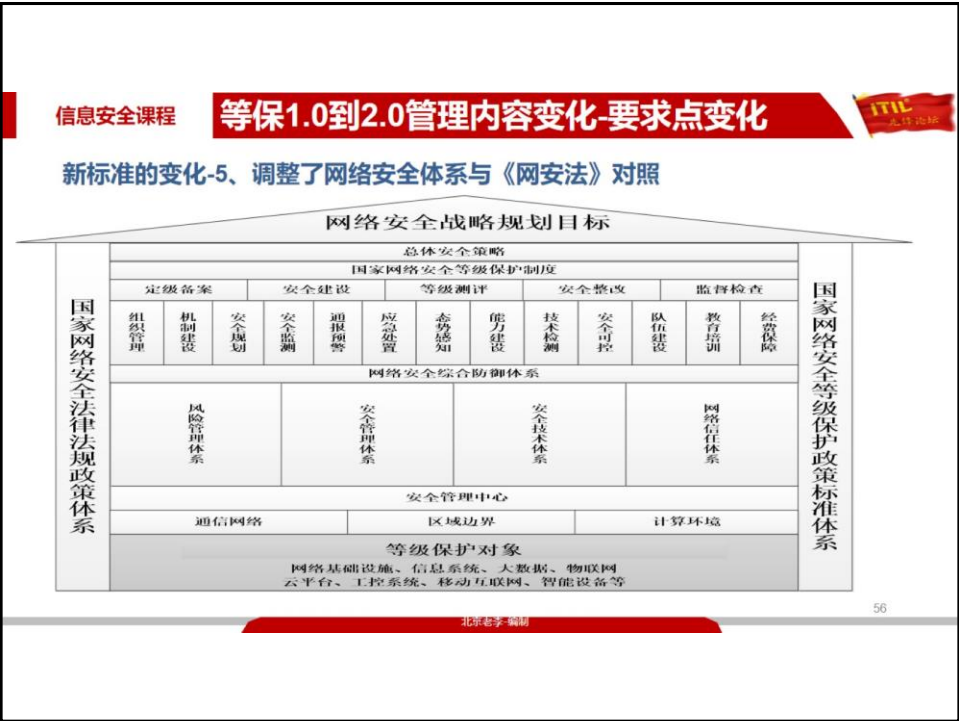 信息安全课程
等保1.0到2.0管理内容变化-要求点变化
ITIL
先锋论坛
新标准的变化-5、调整了网络安全体系与《网安法》对照
网络安全战略规划目标
国家网络安全法律法规政策体系
总体安全策略
国家网络安全等级保护制度
定级备案
安全建设
等级测评
安全整改
监督检查
组织管理
机制建设
安全规划
安全监测
通报预警
应急处置
态势感知
能力建设
技术检测
安全可控
队伍建设
教育培训
经费保障
网络安全综合防御体系
风险管理体系
安全管理体系
安全技术体系
网络信任体系
安全管理中心
通信网络
区域边界
计算环境
等级保护对象
网络基础设施、信息系统、大数据、物联网
云平台、工控系统、移动互联网、智能设备等
国家网络安全等级保护政策标准体系
56
北京老李-编制